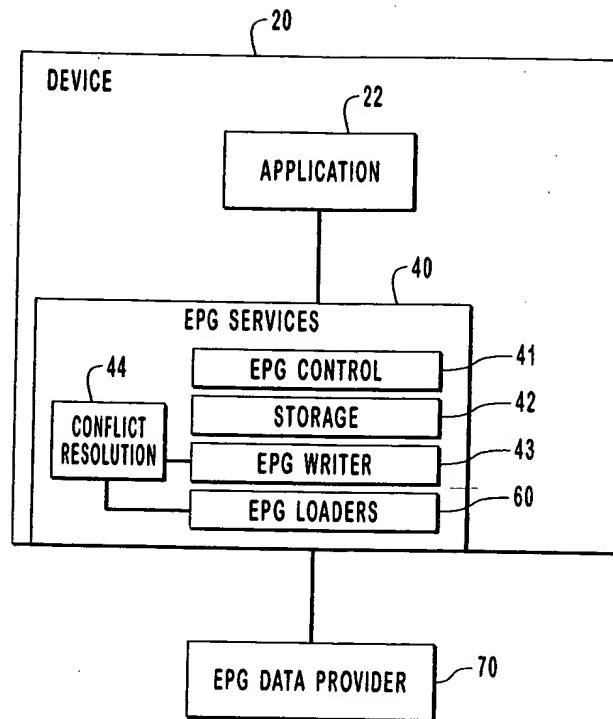 20
DEVICE
22
APPLICATION
40
EPG SERVICES
44
EPG CONTROL
41
CONFLICT
RESOLUTION
STORAGE
42
EPG WRITER
43
EPG LOADERS
60
EPG DATA PROVIDER
70